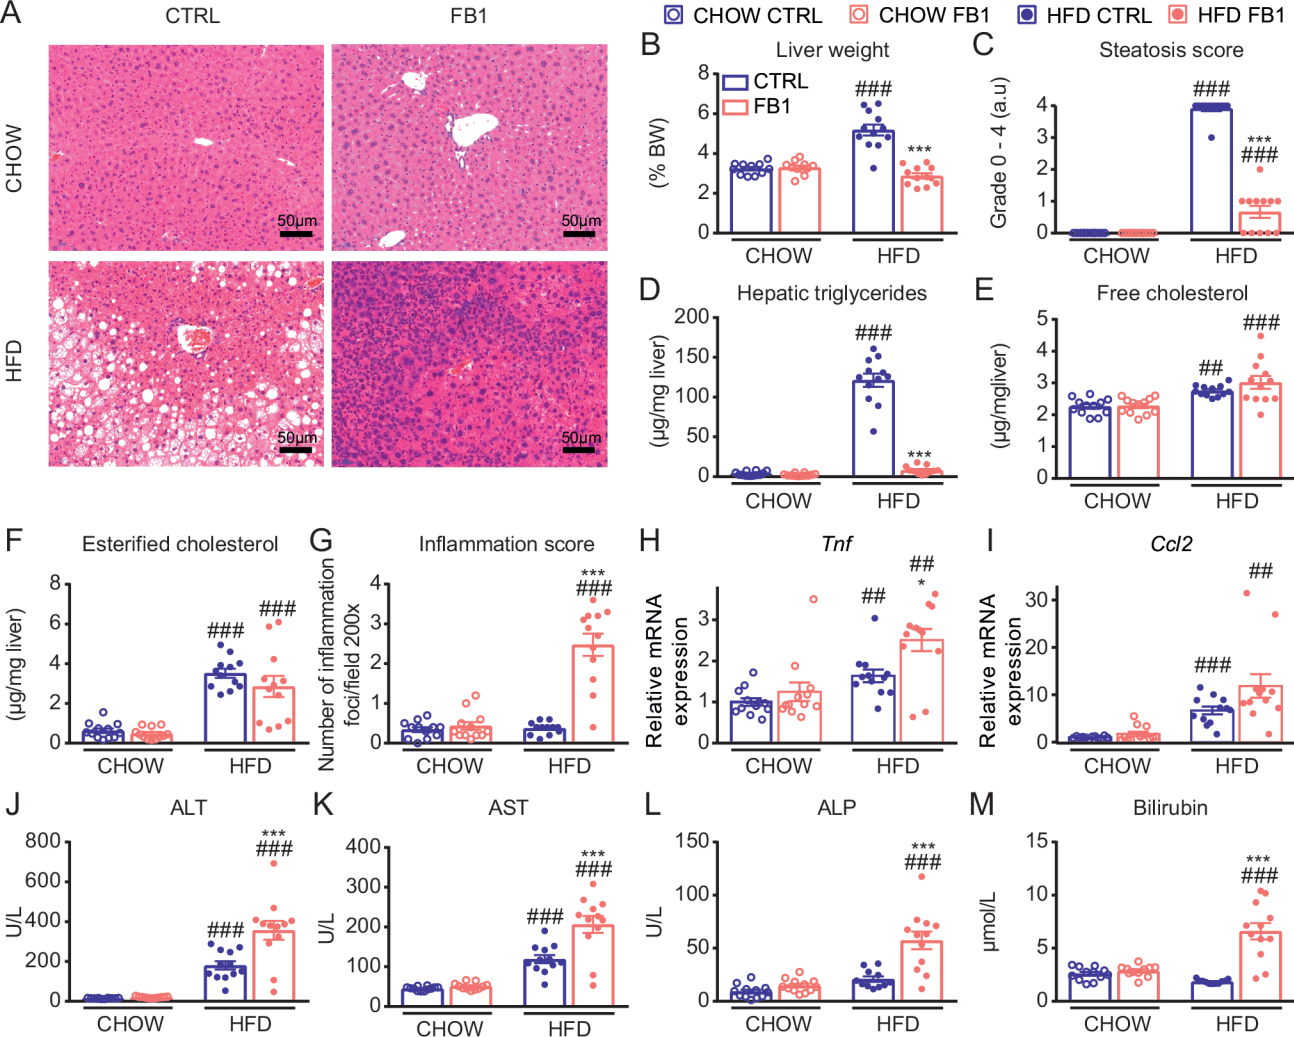 A
CTRL
FB1
CHOW
HFD
50µm
50µm
50µm
50µm
CHOW CTRL
CHOW FB1
HFD CTRL
HFD FB1
B
Liver weight
(% BW)
8
6
4
2
0
CTRL
FB1
###
***
CHOW
HFD
C
Steatosis score
Grade 0 - 4 (a.u)
4
3
2
1
0
###
***
###
CHOW
HFD
D
Hepatic triglycerides
(µg/mg liver)
200
150
100
50
0
###
***
CHOW
HFD
E
Free cholesterol
(µg/mgliver)
5
4
3
2
1
0
##
###
CHOW
HFD
F
Esterified cholesterol
(µg/mg liver)
8
6
4
2
0
###
###
CHOW
HFD
G
Inflammation score
Number of inflammation
foci/field 200x
4
3
2
1
0
***
###
CHOW
HFD
H
Tnf
Relative mRNA
expression
3
2
1
0
##
##
*
CHOW
HFD
I
Ccl2
Relative mRNA
expression
30
20
10
0
###
##
CHOW
HFD
J
ALT
U/L
800
600
400
200
0
###
***
###
CHOW
HFD
K
AST
U/L
400
300
200
100
0
###
***
###
CHOW
HFD
L
ALP
U/L
150
100
50
0
***
###
CHOW
HFD
M
Bilirubin
µmol/L
15
10
5
0
***
###
CHOW
HFD